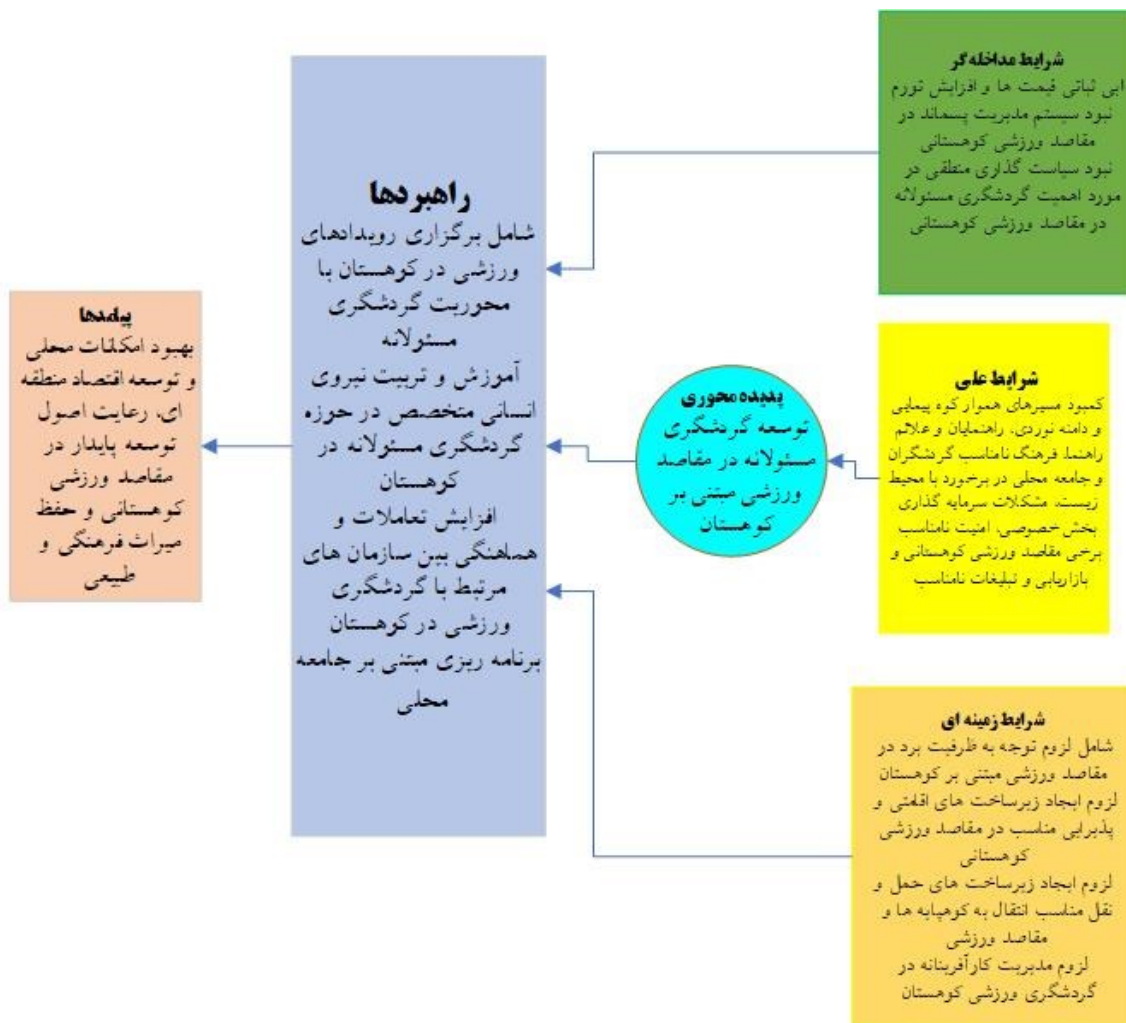 شرایط مداخله‌گر
ابی ثباتی قیمت ها و افزایش تورم
نبود سیستم مدیریت پسماند در
مقاصد ورزشی کوهستانی
نبود سیاست گذاری منطقی در
مورد اهمیت گردشگری مسئولانه
در مقاصد ورزشی کوهستانی
شرایط علی
کمبود مسیرهای هموار کوه پیمایی
و دامنه نوردی، راهنمایان و علائم
راهنما، فرهنگ نامناسب گردشگران
و جامعه محلی در برخورد با محیط
زیست، مشکلات سرمایه گذاری
بخش خصوصی، امنیت نامناسب
برخی مقاصد ورزشی کوهستانی و
بازاریابی و تبلیغات نامناسب
شرایط زمینه ای
شامل لزوم توجه به ظرفیت برد در
مقاصد ورزشی مبتنی بر کوهستان
لزوم ایجاد زیرساخت های اقامتی و
پذیرایی مناسب در مقاصد ورزشی
کوهستانی
لزوم ایجاد زیرساخت های حمل و
نقل مناسب انتقال به کوهپایه ها و
مقاصد ورزشی
لزوم مدیریت کارآفرینانه در
گردشگری ورزشی کوهستان
پدیده محوری
توسعه گردشگری
مسئولانه در مقاصد
ورزشی مبتنی بر
کوهستان
راهبردها
شامل برگزاری رویدادهای
ورزشی در کوهستان با
محوریت گردشگری
مسئولانه
آموزش و تربیت نیروی
انسانی متخصص در حوزه
گردشگری مسئولانه در
کوهستان
افزایش تعاملات و
هماهنگی بین سازمان های
مرتبط با گردشگری
ورزشی در کوهستان
برنامه ریزی مبتنی بر جامعه
محلی
پیامدها
بهبود امکانات محلی
و توسعه اقتصاد منطقه
ای، رعایت اصول
توسعه پایدار در
مقاصد ورزشی
کوهستانی و حفظ
میراث فرهنگی و
طبیعی